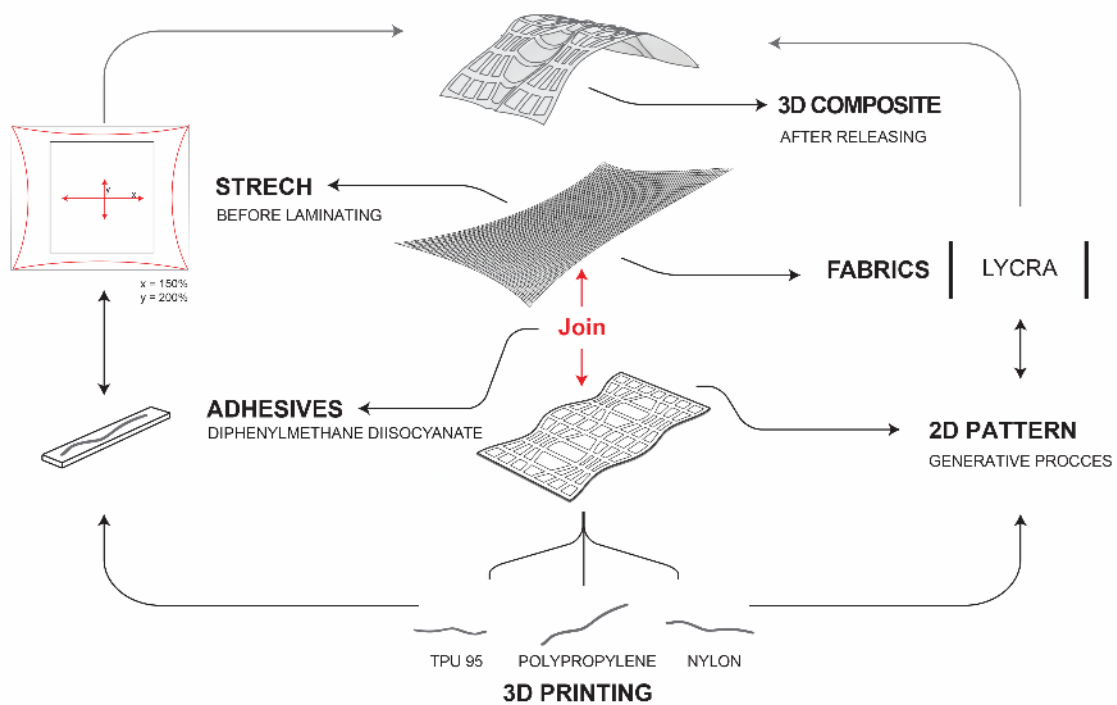 3D COMPOSITE
AFTER RELEASING
STRECH
BEFORE LAMINATING
y
x
x = 150%
y = 200%
FABRICS
LYCRA
Join
ADHESIVES
DIPHENYLMETHANE DIISOCYANATE
2D PATTERN
GENERATIVE PROCCES
TPU 95
POLYPROPYLENE
NYLON
3D PRINTING